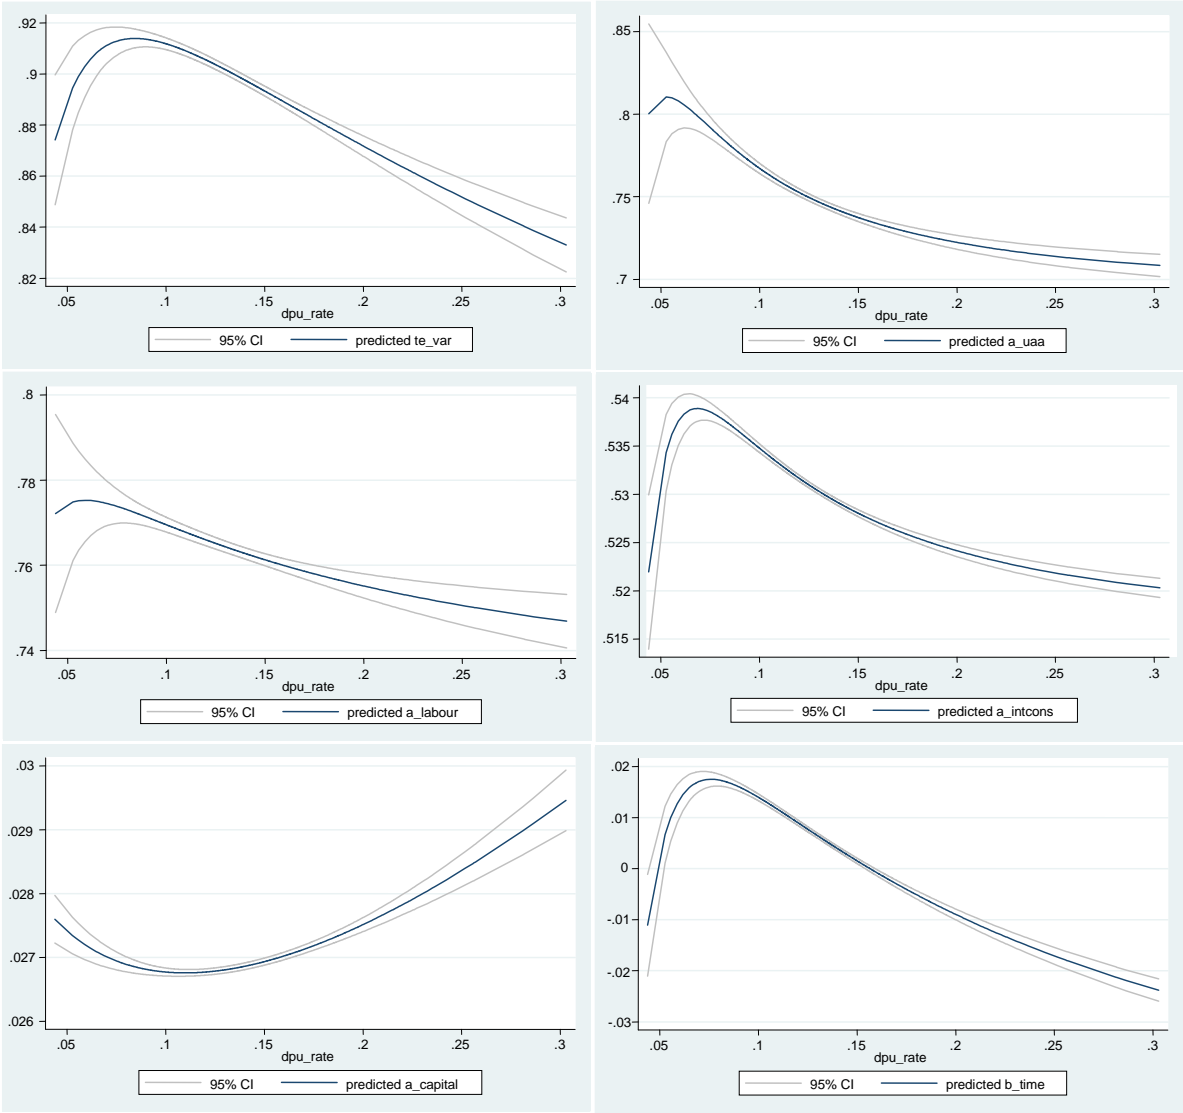 .92
.9
.88
.86
.84
.82
.05 .1 .15 .2 .25 .3
dpu_rate
95% CI predicted te_var
.85
.8
.75
.7
.05 .1 .15 .2 .25 .3
dpu_rate
95% CI predicted a_uaa
.8
.78
.76
.74
.05 .1 .15 .2 .25 .3
dpu_rate
95% CI predicted a_labour
.54
.535
.53
.525
.52
.515
.05 .1 .15 .2 .25 .3
dpu_rate
95% CI predicted a_intcons
.03
.029
.028
.027
.026
.05 .1 .15 .2 .25 .3
dpu_rate
95% CI predicted a_capital
.02
.01
0
-.01
-.02
-.03
.05 .1 .15 .2 .25 .3
dpu_rate
95% CI predicted b_time